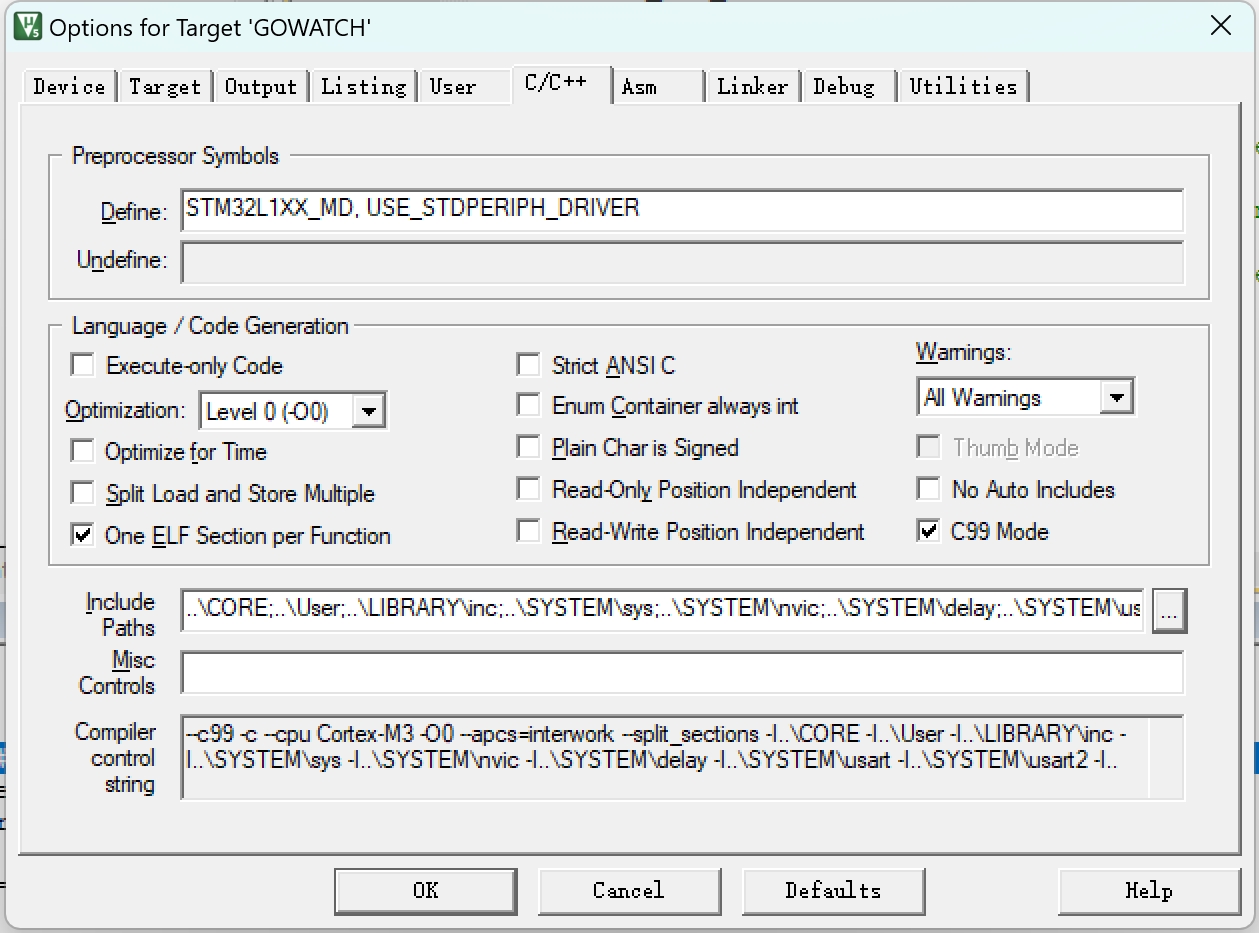 Options for Target 'GOWATCH'
Device Target Output Listing User C/C++ Asm Linker Debug Utilities
Preprocessor Symbols
Define: STM32L1XX_MD, USE_STDPERIPH_DRIVER
Undefine:
Language / Code Generation
Execute-only Code
Optimization: Level 0 (-O0)
Optimize for Time
Split Load and Store Multiple
One ELF Section per Function
Strict ANSI C
Enum Container always int
Plain Char is Signed
Read-Only Position Independent
Read-Write Position Independent
Warnings:
All Warnings
Thumb Mode
No Auto Includes
C99 Mode
Include
Paths
..\CORE;..\User;..\LIBRARY\inc;..\SYSTEM\sys;..\SYSTEM\nvic;..\SYSTEM\delay;..\SYSTEM\us
...
Misc
Controls
Compiler
control
string
--c99 -c --cpu Cortex-M3 -O0 --apcs=interwork --split_sections -I..\CORE -I..\User -I..\LIBRARY\inc -
I..\SYSTEM\sys -I..\SYSTEM\nvic -I..\SYSTEM\delay -I..\SYSTEM\usart -I..\SYSTEM\usart2 -I..
OK Cancel Defaults Help